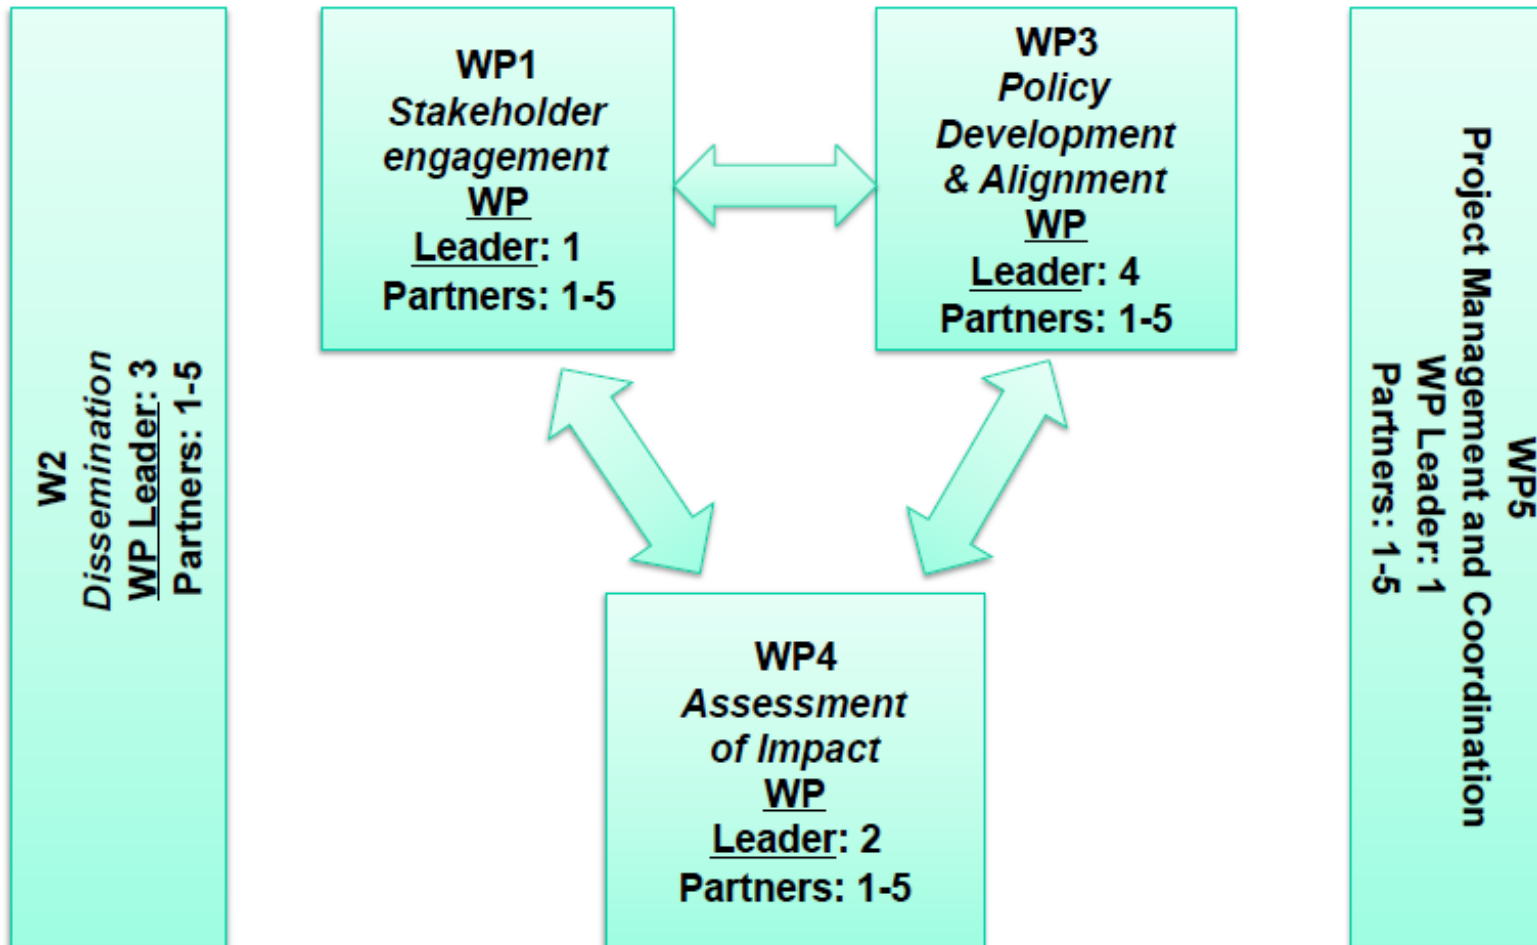 W2
Dissemination
WP Leader: 3
Partners: 1-5
WP1
Stakeholder
engagement
WP
Leader: 1
Partners: 1-5
WP3
Policy
Development
& Alignment
WP
Leader: 4
Partners: 1-5
WP4
Assessment
of Impact
WP
Leader: 2
Partners: 1-5
WP5
Project Management and Coordination
WP Leader: 1
Partners: 1-5